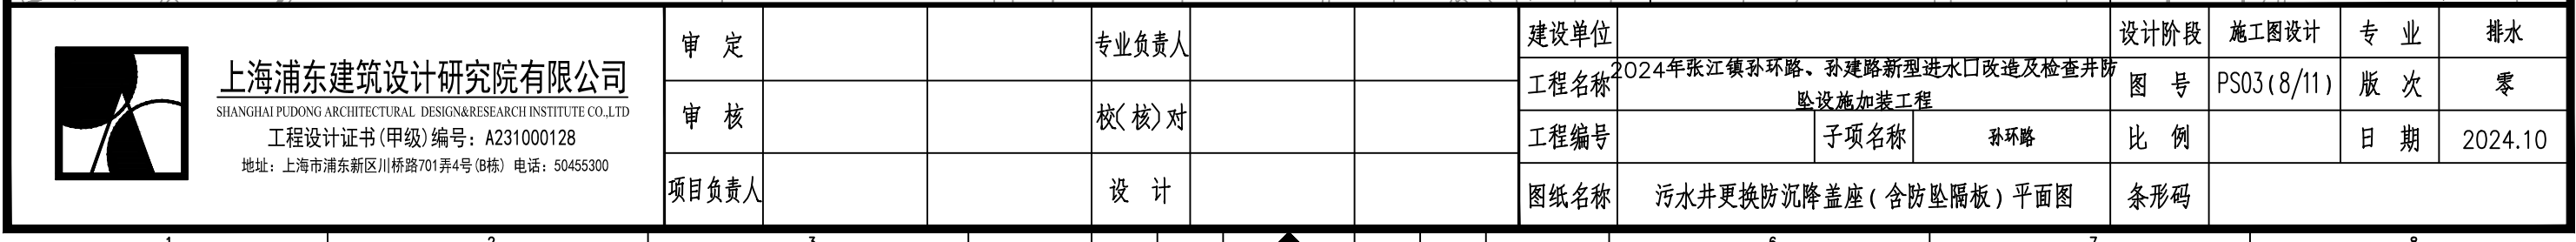 上海浦东建筑设计研究院有限公司
SHANGHAI PUDONG ARCHITECTURAL DESIGN&RESEARCH INSTITUTE CO.,LTD
工程设计证书(甲级)编号: A231000128
地址: 上海市浦东新区川桥路701弄4号(B栋) 电话: 50455300
审 定
专业负责人
审 核
校(核)对
项目负责人
设 计
建设单位
设计阶段
施工图设计
专 业
排水
工程名称
2024年张江镇孙环路、孙建路新型进水口改造及检查井防
坠设施加装工程
图 号
PS03(8/11)
版 次
零
工程编号
子项名称
孙环路
比 例
日 期
2024.10
图纸名称
污水井更换防沉降盖座(含防坠隔板)平面图
条形码
1
2
3
6
7
8